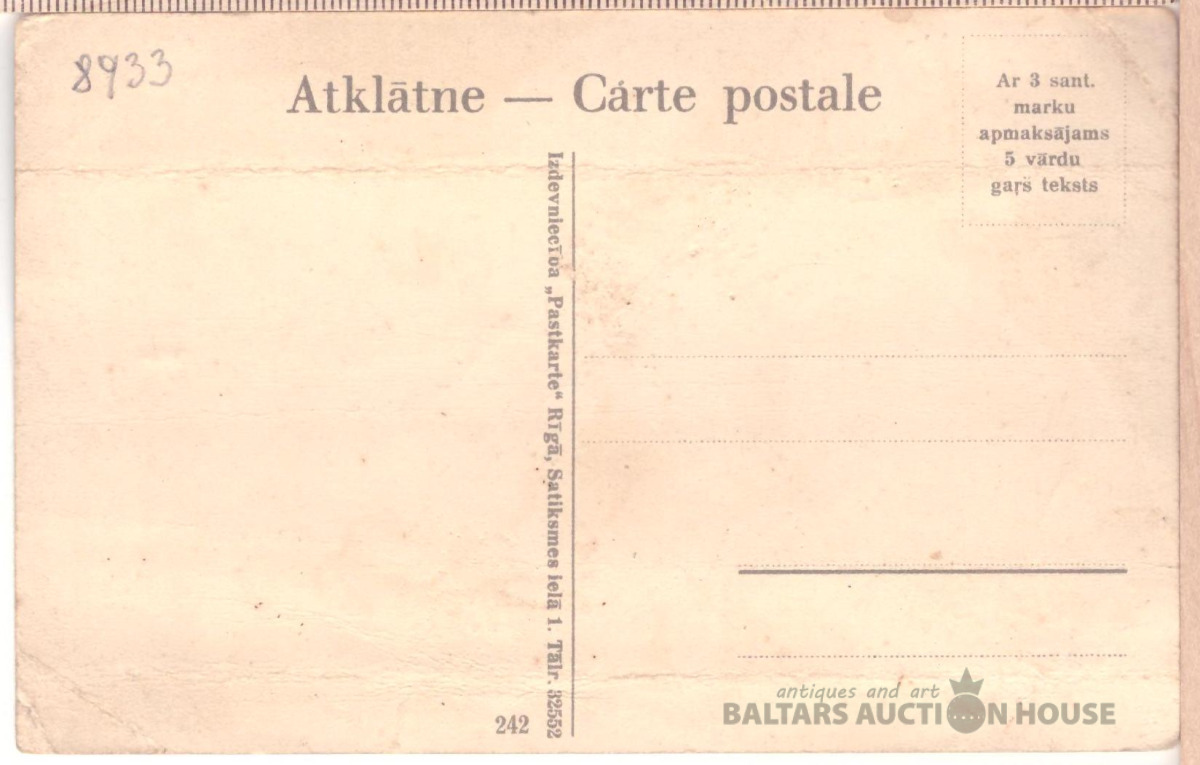 8933
Atklātne — Cárte postale
Ar 3 sant.
marku
apmaksājams
5 vārdu
gaŗš teksts
Izdevniecība „Pastkarte“ Rīgā, Satiksmes ielā 1. Tālr. 32552
242
antiques and art
BALTARS AUCTION HOUSE